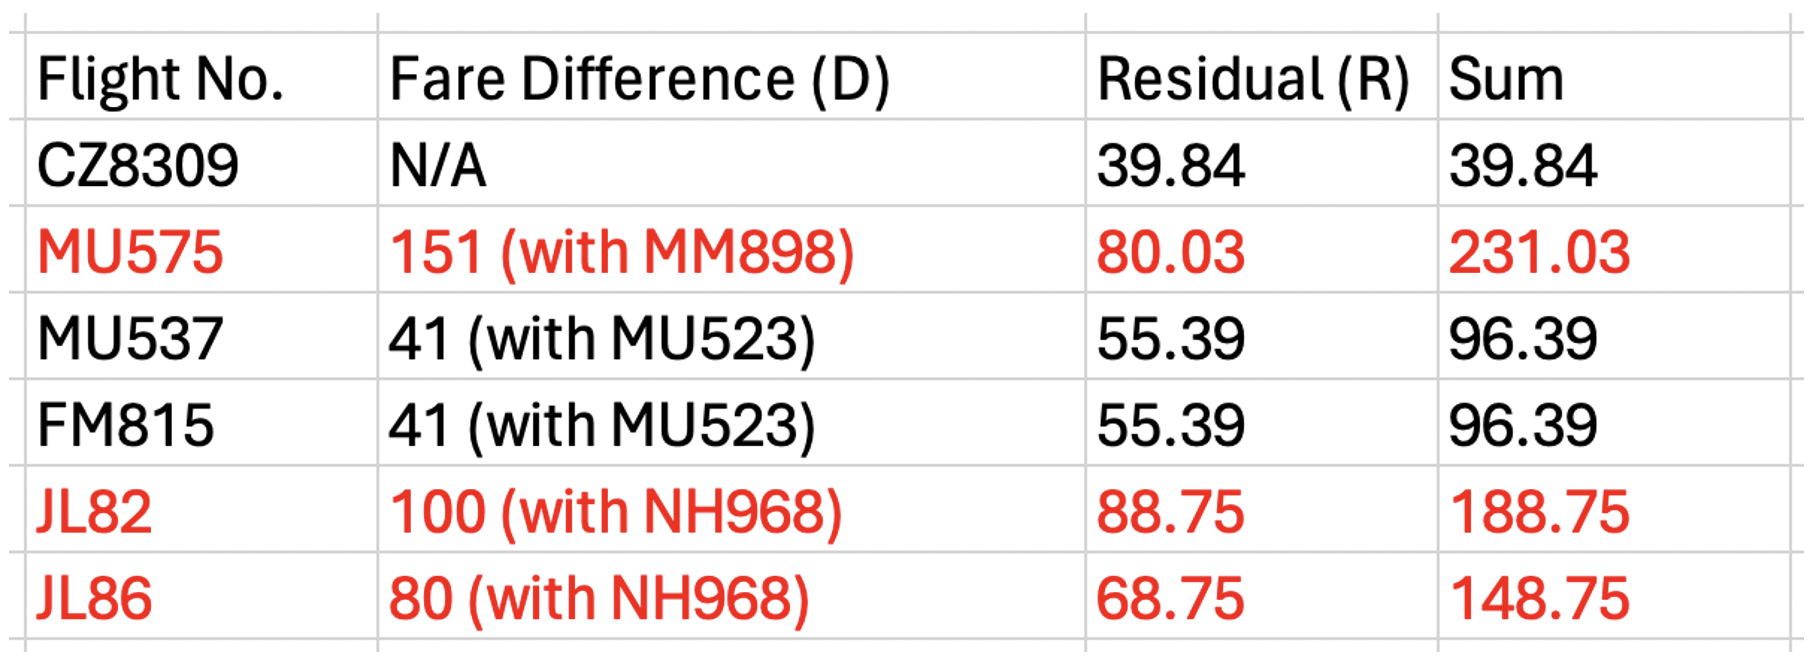 Flight No. Fare Difference (D) Residual (R) Sum
CZ8309 N/A 39.84 39.84
MU575 151 (with MM898) 80.03 231.03
MU537 41 (with MU523) 55.39 96.39
FM815 41 (with MU523) 55.39 96.39
JL82 100 (with NH968) 88.75 188.75
JL86 80 (with NH968) 68.75 148.75